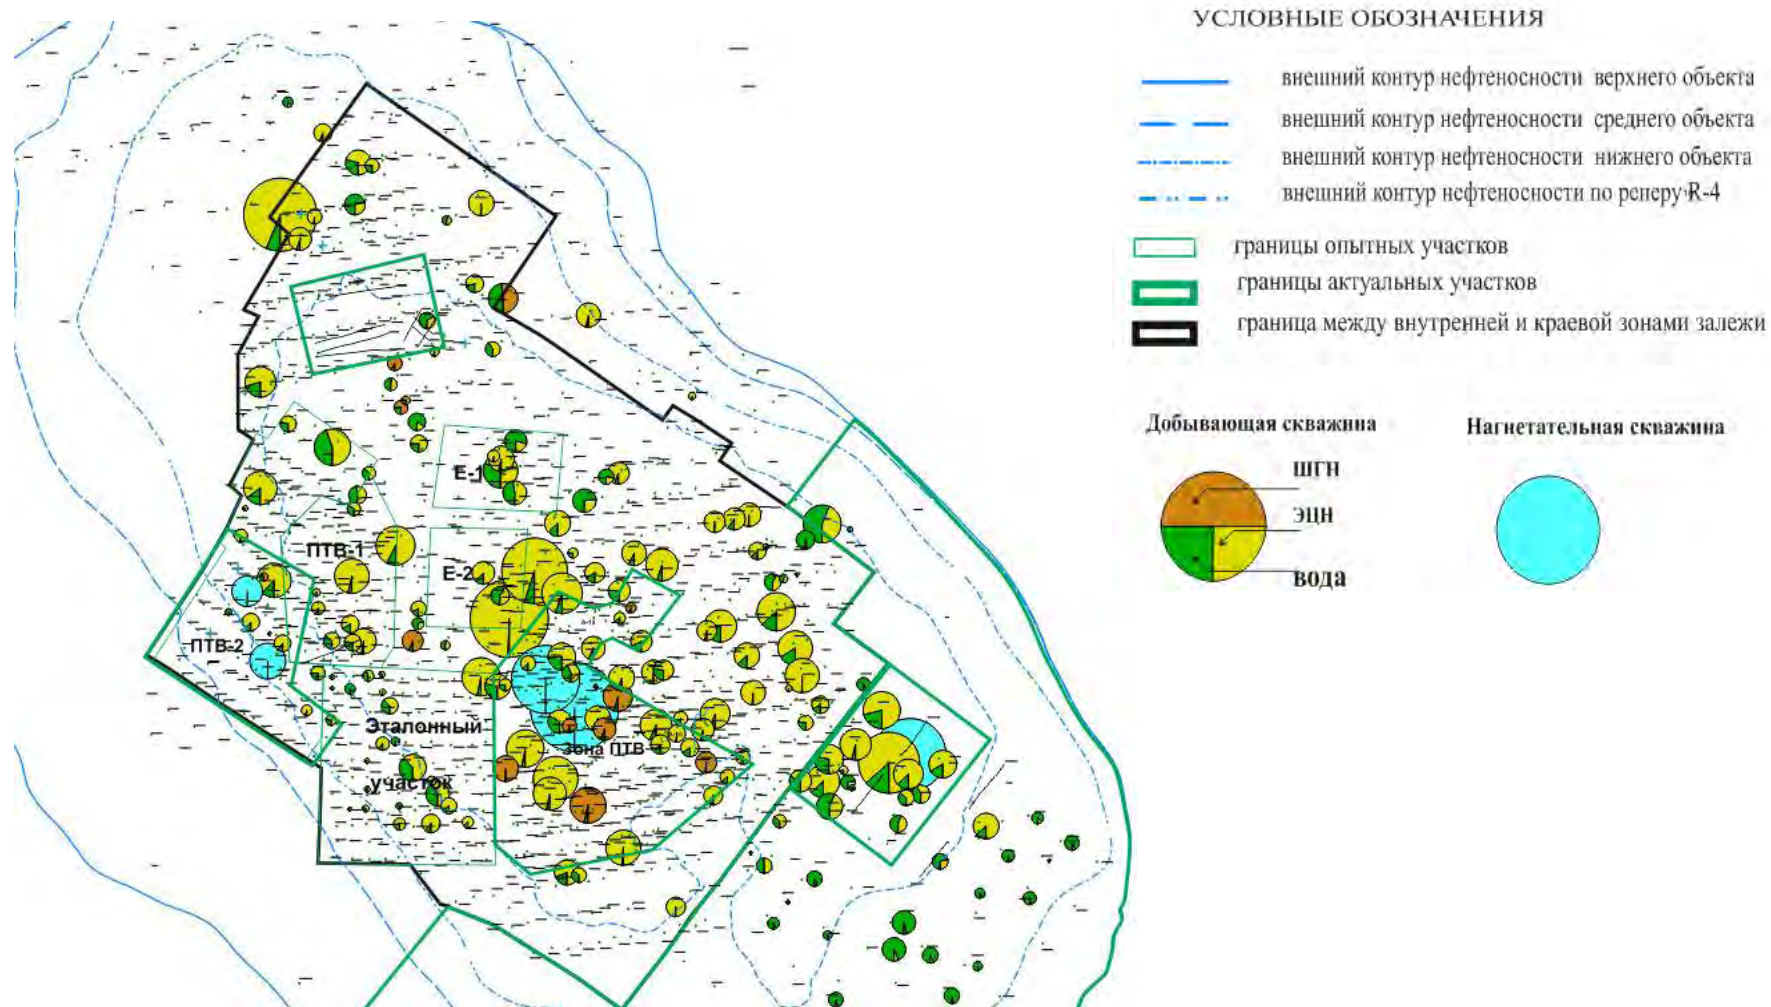 УСЛОВНЫЕ ОБОЗНАЧЕНИЯ
внешний контур нефтеносности верхнего объекта
внешний контур нефтеносности среднего объекта
внешний контур нефтеносности нижнего объекта
внешний контур нефтеносности по реперу R-4
границы опытных участков
границы актуальных участков
граница между внутренней и краевой зонами залежи
Добывающая скважина
Нагнетательная скважина
ШГН
ЭЦН
вода
Е-1
ПТВ-1
Е-2
ПТВ-2
Эталонный
участок
Зона ПТВ